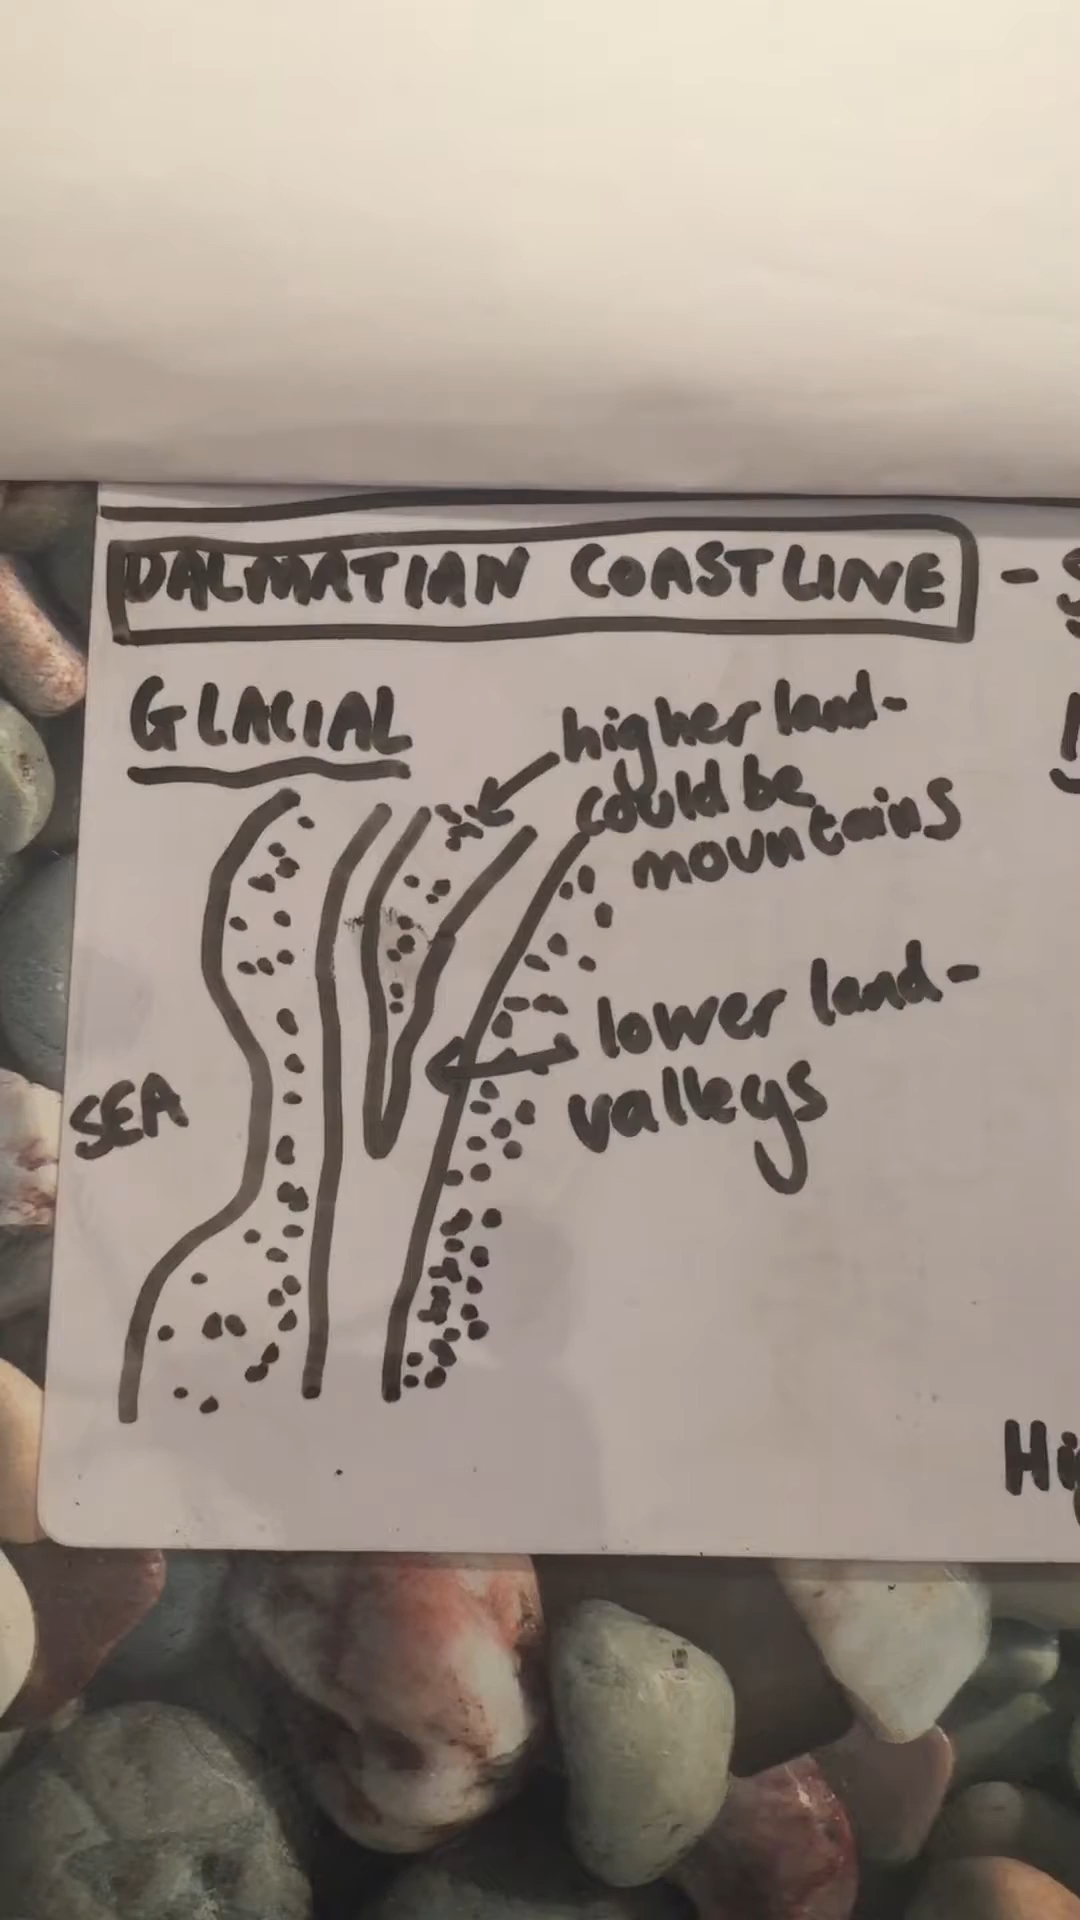 DALMATIAN COASTLINE -
GLACIAL
higher land-
could be
mountains
lower land-
valleys
SEA